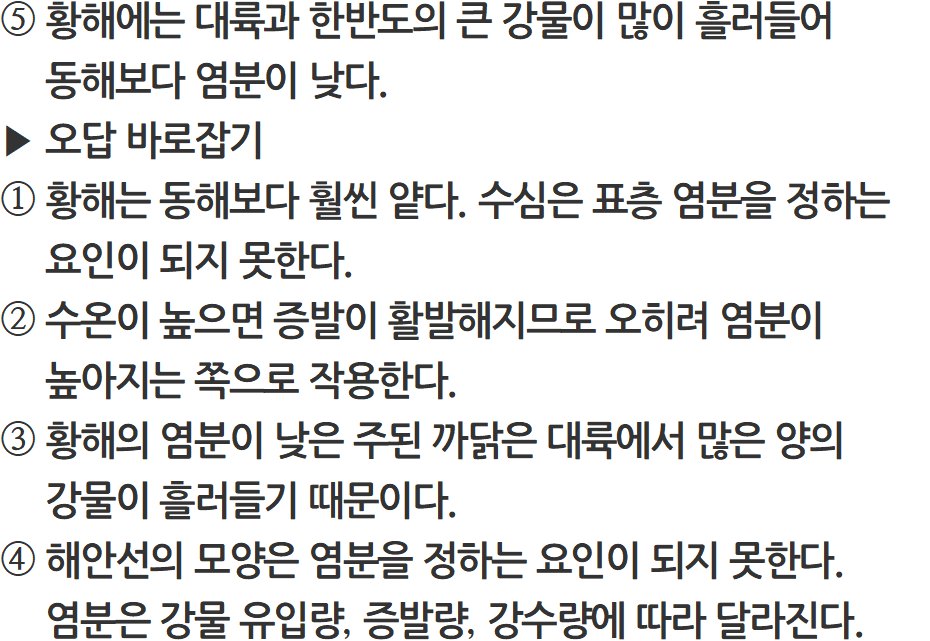 ⑤ 황해에는 대륙과 한반도의 큰 강물이 많이 흘러들어
동해보다 염분이 낮다.
▶ 오답 바로잡기
① 황해는 동해보다 훨씬 얕다. 수심은 표층 염분을 정하는
요인이 되지 못한다.
② 수온이 높으면 증발이 활발해지므로 오히려 염분이
높아지는 쪽으로 작용한다.
③ 황해의 염분이 낮은 주된 까닭은 대륙에서 많은 양의
강물이 흘러들기 때문이다.
④ 해안선의 모양은 염분을 정하는 요인이 되지 못한다.
염분은 강물 유입량, 증발량, 강수량에 따라 달라진다.